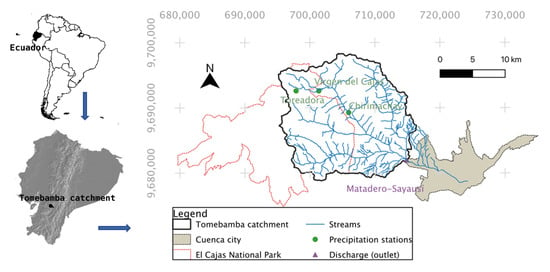 680,000 690,000 700,000 710,000 720,000 730,000
Ecuador
9,700,000
9,690,000
9,680,000
0 5 10 km
Virgen del Cajas
Toreadora
Chirimachay
Matadero-Sayausí
Tomebamba catchment
Legend
Tomebamba catchment
Streams
Cuenca city
Precipitation stations
El Cajas National Park
Discharge (outlet)